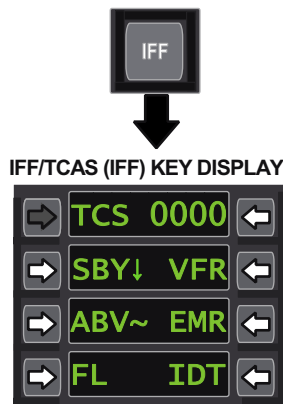 IFF
IFF/TCAS (IFF) KEY DISPLAY
TCS 0000
SBY↓ VFR
ABV~ EMR
FL IDT